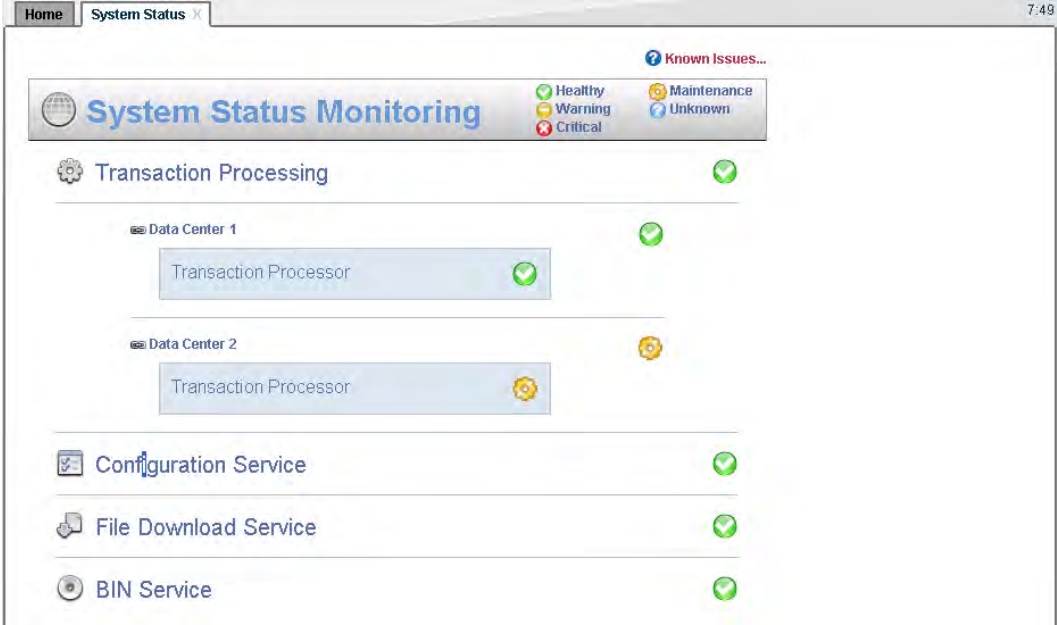 Home
System Status X
7:49
Known Issues...
System Status Monitoring
Healthy
Maintenance
Warning
Unknown
Critical
Transaction Processing
Data Center 1
Transaction Processor
Data Center 2
Transaction Processor
Configuration Service
File Download Service
BIN Service